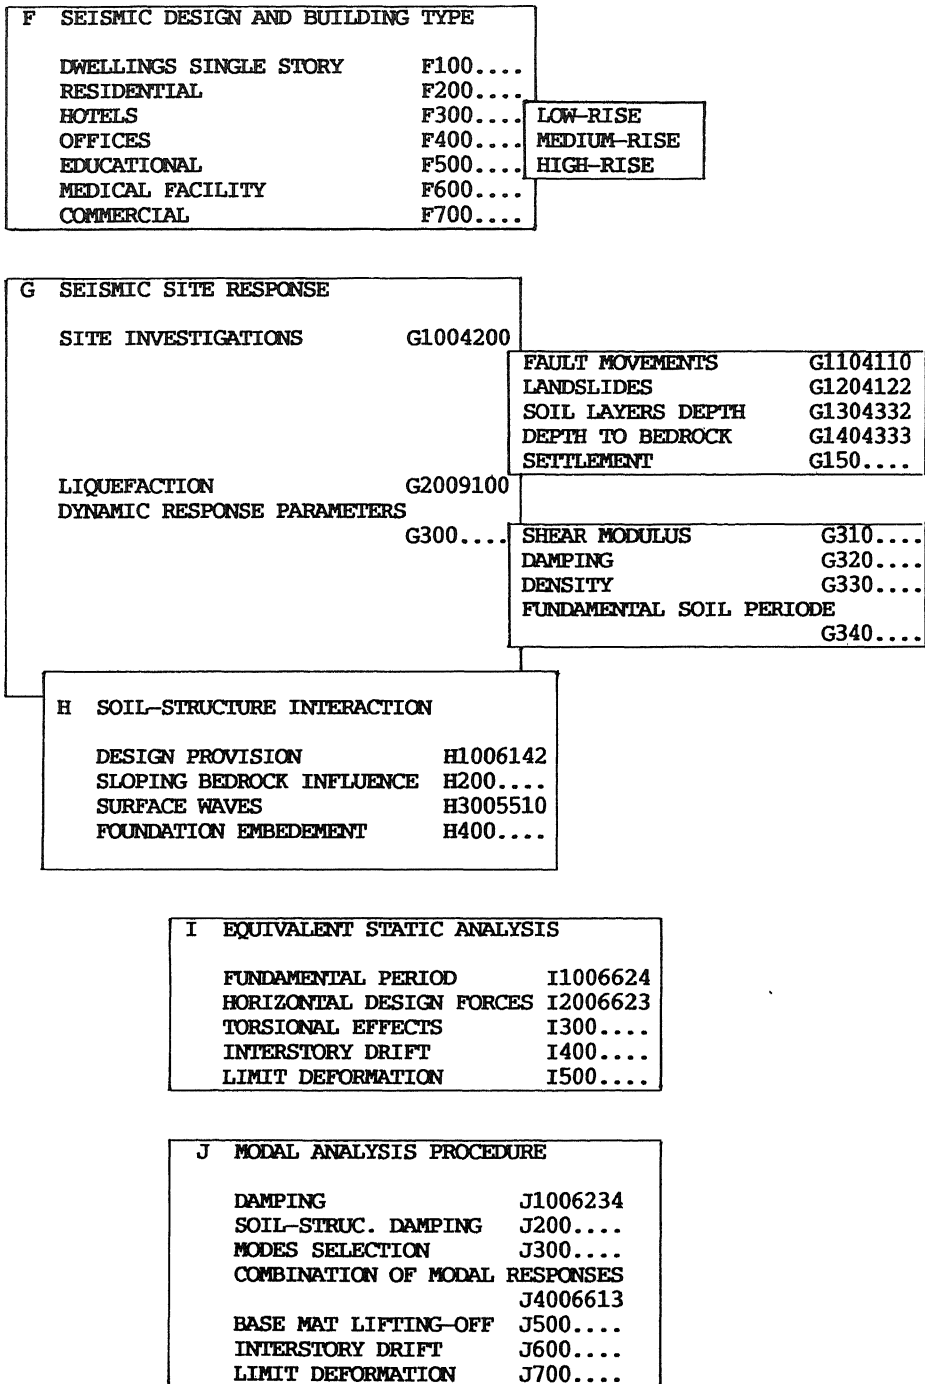 F SEISMIC DESIGN AND BUILDING TYPE
DWELLINGS SINGLE STORY F100....
RESIDENTIAL F200....
HOTELS F300.... LOW-RISE
OFFICES F400.... MEDIUM-RISE
EDUCATIONAL F500.... HIGH-RISE
MEDICAL FACILITY F600....
COMMERCIAL F700....
G SEISMIC SITE RESPONSE
SITE INVESTIGATIONS G1004200
FAULT MOVEMENTS G1104110
LANDSLIDES G1204122
SOIL LAYERS DEPTH G1304332
DEPTH TO BEDROCK G1404333
SETTLEMENT G150....
LIQUEFACTION G2009100
DYNAMIC RESPONSE PARAMETERS
G300.... SHEAR MODULUS G310....
DAMPING G320....
DENSITY G330....
FUNDAMENTAL SOIL PERIODE
G340....
H SOIL-STRUCTURE INTERACTION
DESIGN PROVISION H1006142
SLOPING BEDROCK INFLUENCE H200....
SURFACE WAVES H3005510
FOUNDATION EMBEDEMENT H400....
I EQUIVALENT STATIC ANALYSIS
FUNDAMENTAL PERIOD I1006624
HORIZONTAL DESIGN FORCES I2006623
TORSIONAL EFFECTS I300....
INTERSTORY DRIFT I400....
LIMIT DEFORMATION I500....
J MODAL ANALYSIS PROCEDURE
DAMPING J1006234
SOIL-STRUC. DAMPING J200....
MODES SELECTION J300....
COMBINATION OF MODAL RESPONSES
J4006613
BASE MAT LIFTING-OFF J500....
INTERSTORY DRIFT J600....
LIMIT DEFORMATION J700....